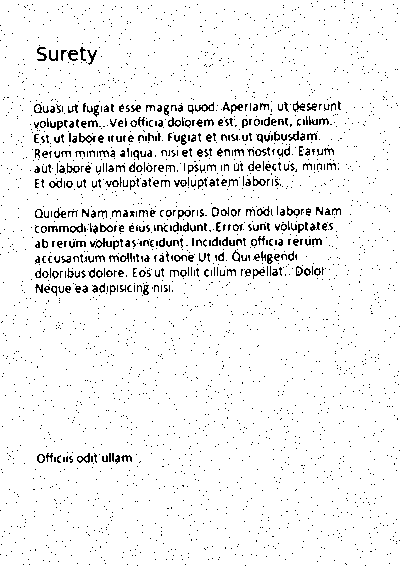 Surety
Quasi ut fugiat esse magna quod. Aperiam, ut deserunt
voluptatem. Vel officia dolorem est, proident, cillum.
Est ut labore irure nihil. Fugiat et nisi ut quibusdam.
Rerum minima aliqua, nisi et est enim nostrud. Earum
aut labore ullam dolorem. Ipsum in ut delectus, minim.
Et odio ut ut voluptatem voluptatem laboris.
Quidem Nam maxime corporis. Dolor modi labore Nam
commodi labore eius incididunt. Error sunt voluptates
ab rerum voluptas incidunt. Incididunt officia rerum
accusantium mollitia ratione Ut id. Qui eligendi
doloribus dolore. Eos ut mollit cillum repellat. Dolor
Neque ea adipisicing nisi.
Officiis odit ullam